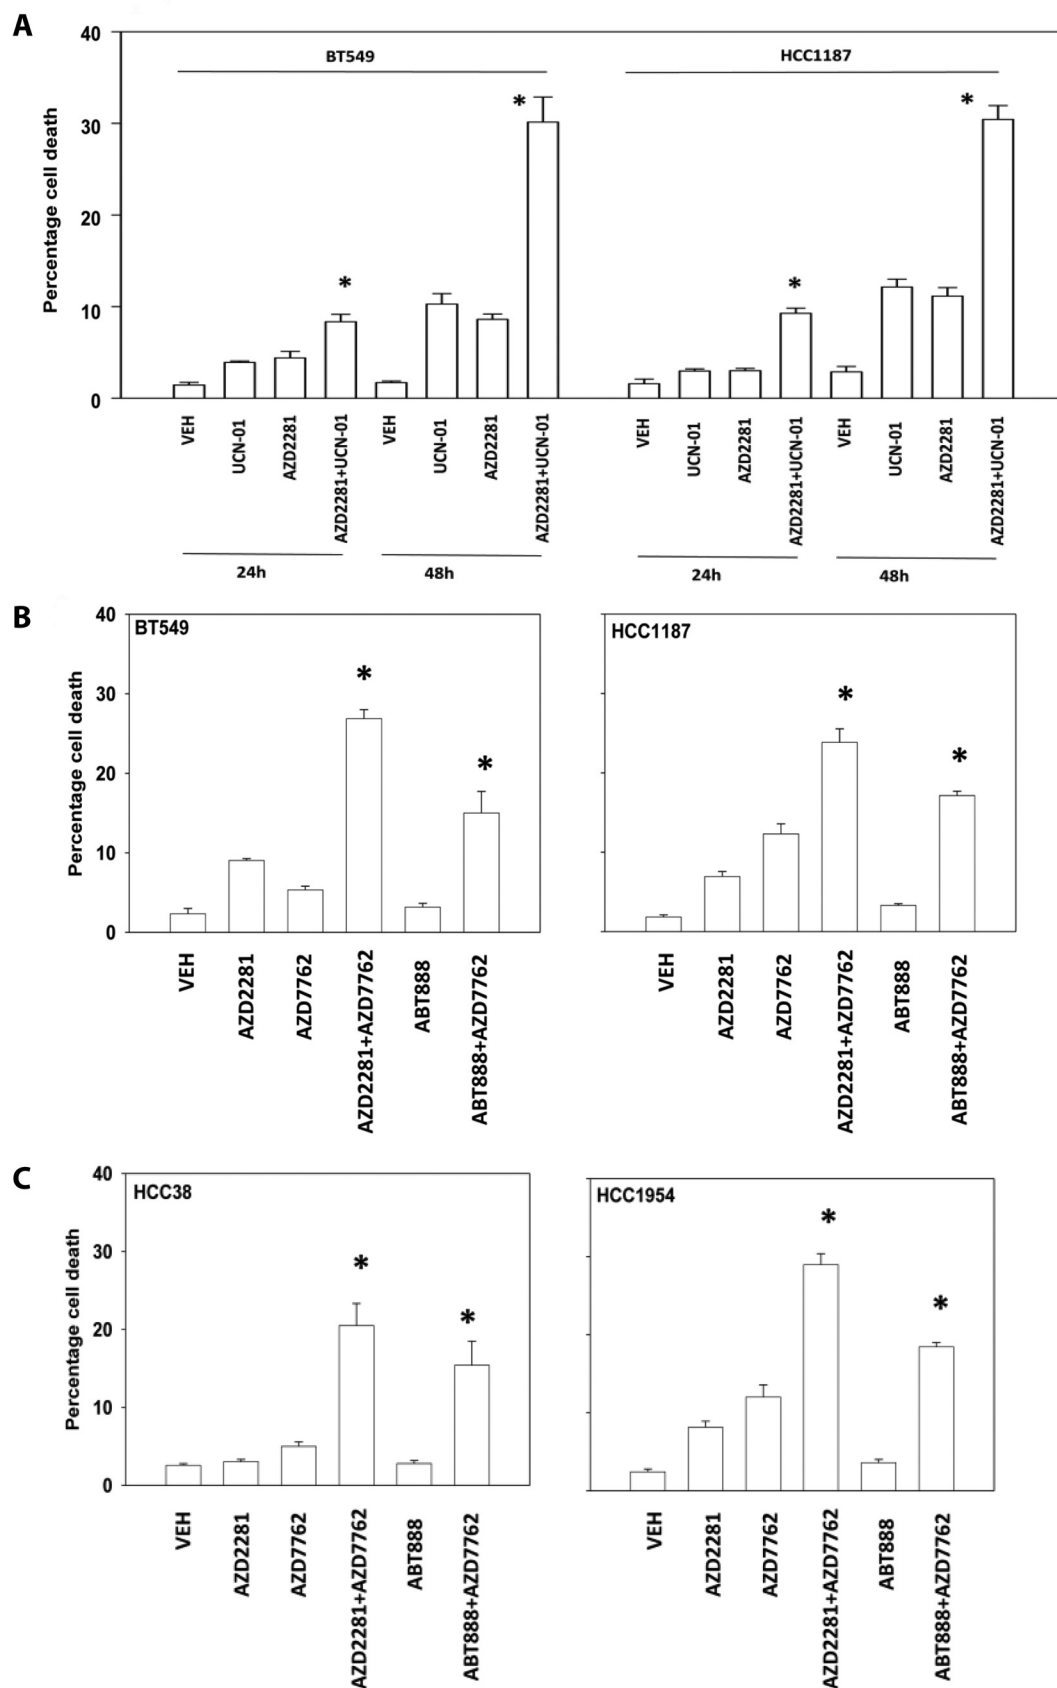 A
40
30
20
10
0
Percentage cell death
BT549
HCC1187
*
*
*
*
VEH
UCN-01
AZD2281
AZD2281+UCN-01
VEH
UCN-01
AZD2281
AZD2281+UCN-01
VEH
UCN-01
AZD2281
AZD2281+UCN-01
VEH
UCN-01
AZD2281
AZD2281+UCN-01
24h
48h
24h
48h
B
40
30
20
10
0
Percentage cell death
BT549
*
*
VEH
AZD2281
AZD7762
AZD2281+AZD7762
ABT888
ABT888+AZD7762
HCC1187
*
*
VEH
AZD2281
AZD7762
AZD2281+AZD7762
ABT888
ABT888+AZD7762
C
40
30
20
10
0
Percentage cell death
HCC38
*
*
VEH
AZD2281
AZD7762
AZD2281+AZD7762
ABT888
ABT888+AZD7762
HCC1954
*
*
VEH
AZD2281
AZD7762
AZD2281+AZD7762
ABT888
ABT888+AZD7762